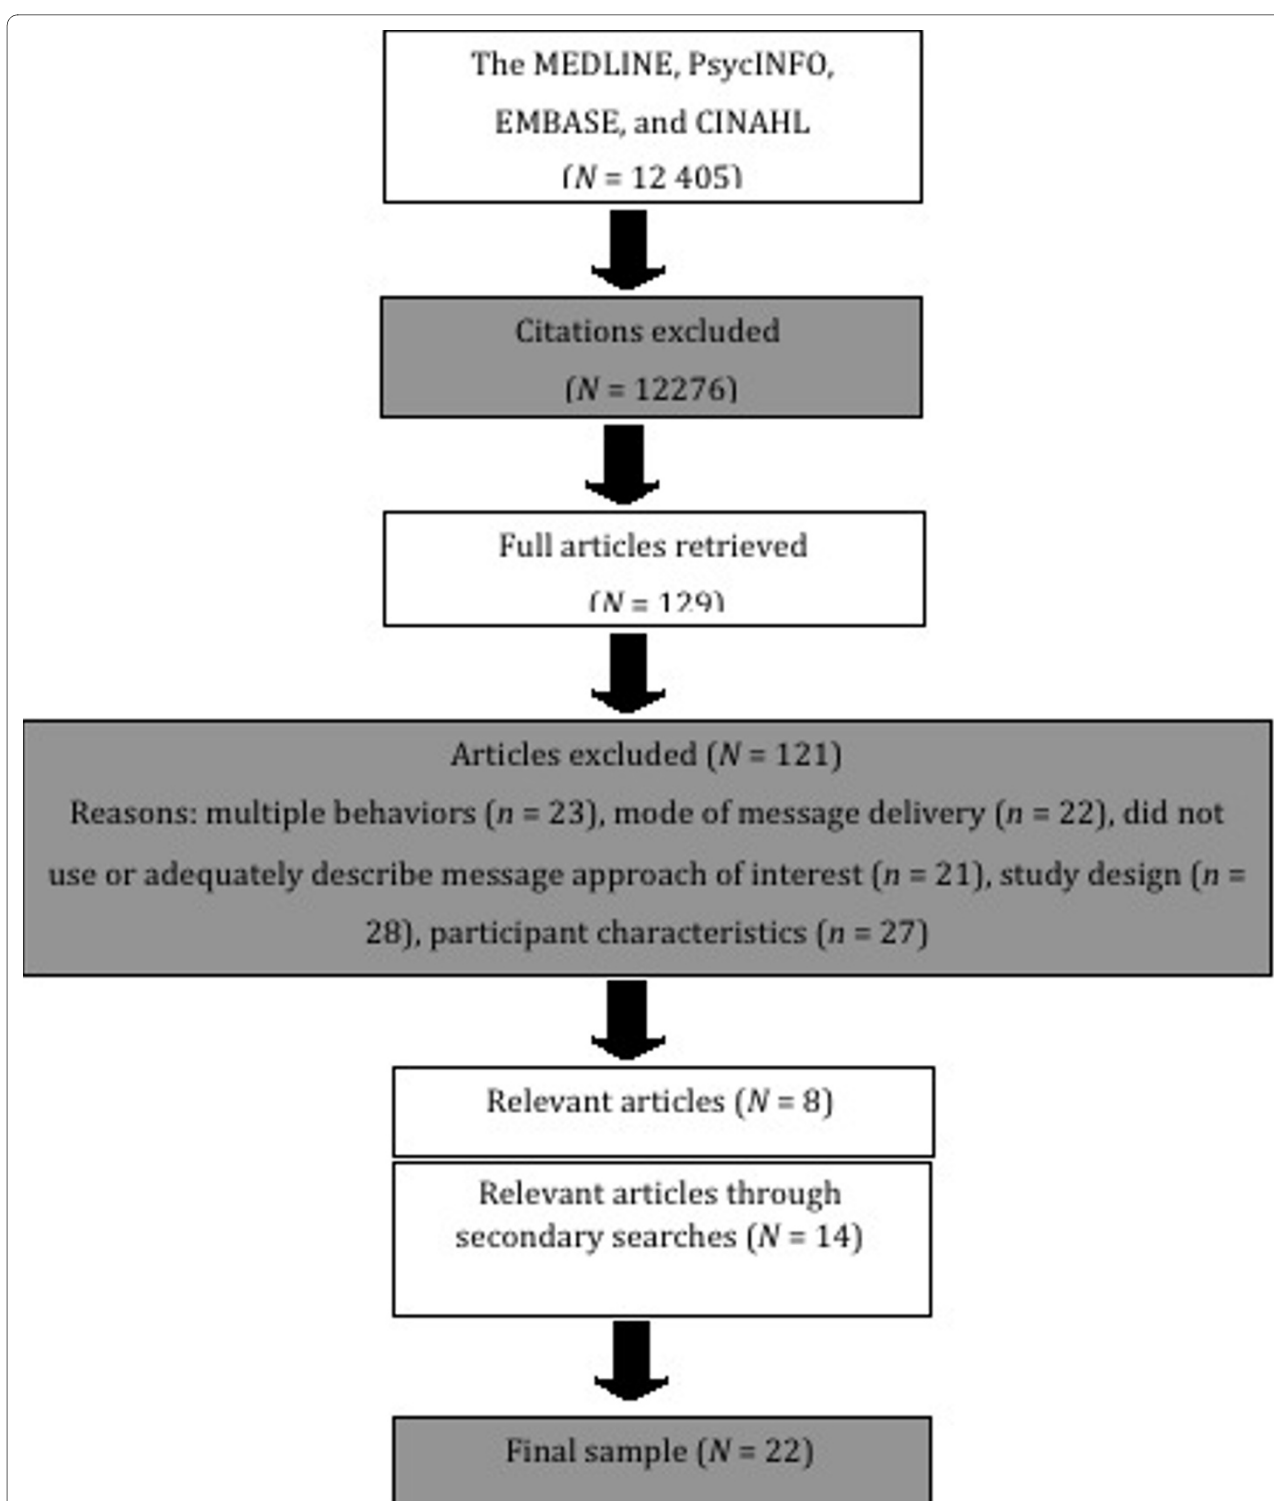 The MEDLINE, PsycINFO,
EMBASE, and CINAHL
(N = 12 405)
Citations excluded
(N = 12276)
Full articles retrieved
(N = 129)
Articles excluded (N = 121)
Reasons: multiple behaviors (n = 23), mode of message delivery (n = 22), did not
use or adequately describe message approach of interest (n = 21), study design (n =
28), participant characteristics (n = 27)
Relevant articles (N = 8)
Relevant articles through
secondary searches (N = 14)
Final sample (N = 22)